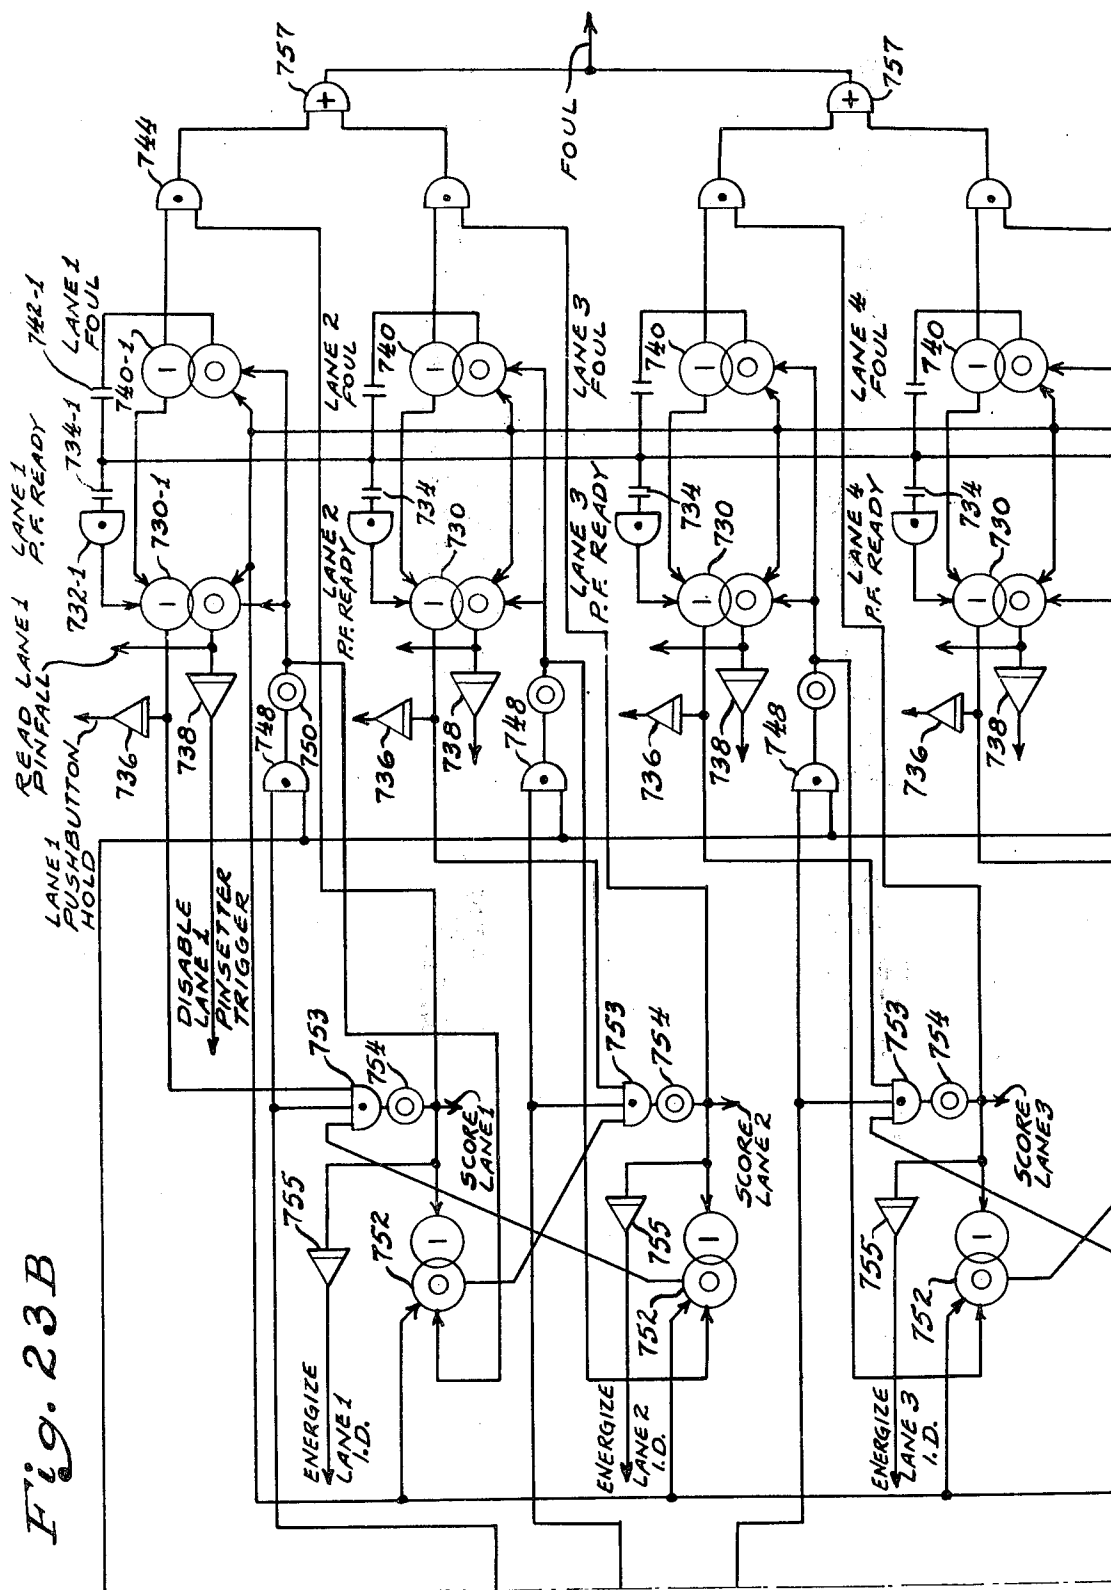 Fig. 23B
READ LANE 1
PINFALL
LANE 1
PUSHBUTTON
HOLD
LANE 1
P.F. READY
734-1
742-1
LANE 1
FOUL
732-1
730-1
740-1
744
757
736
738
DISABLE
LANE 1
PINSETTER
TRIGGER
748
750
753
754
SCORE
LANE 1
755
752
ENERGIZE
LANE 1
I.D.
LANE 2
P.F. READY
LANE 2
FOUL
734
730
740
736
738
748
753
754
SCORE
LANE 2
755
752
ENERGIZE
LANE 2
I.D.
FOUL
LANE 3
P.F. READY
LANE 3
FOUL
734
730
740
757
736
738
748
753
754
SCORE
LANE 3
755
752
ENERGIZE
LANE 3
I.D.
LANE 4
P.F. READY
LANE 4
FOUL
734
730
740
736
738